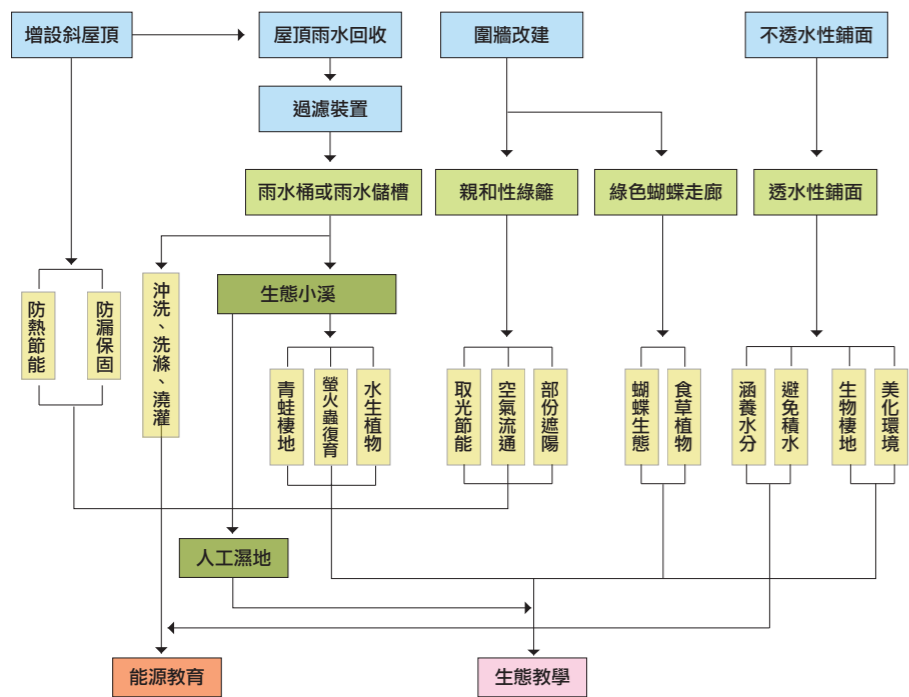 增設斜屋頂
屋頂雨水回收
圍牆改建
不透水性鋪面
過濾裝置
雨水桶或雨水儲槽
親和性綠籬
綠色蝴蝶走廊
透水性鋪面
防熱節能
防漏保固
沖洗、洗滌、澆灌
生態小溪
青蛙棲地
螢火蟲復育
水生植物
取光節能
空氣流通
部份遮陽
蝴蝶生態
食草植物
涵養水分
避免積水
生物棲地
美化環境
人工濕地
能源教育
生態教學